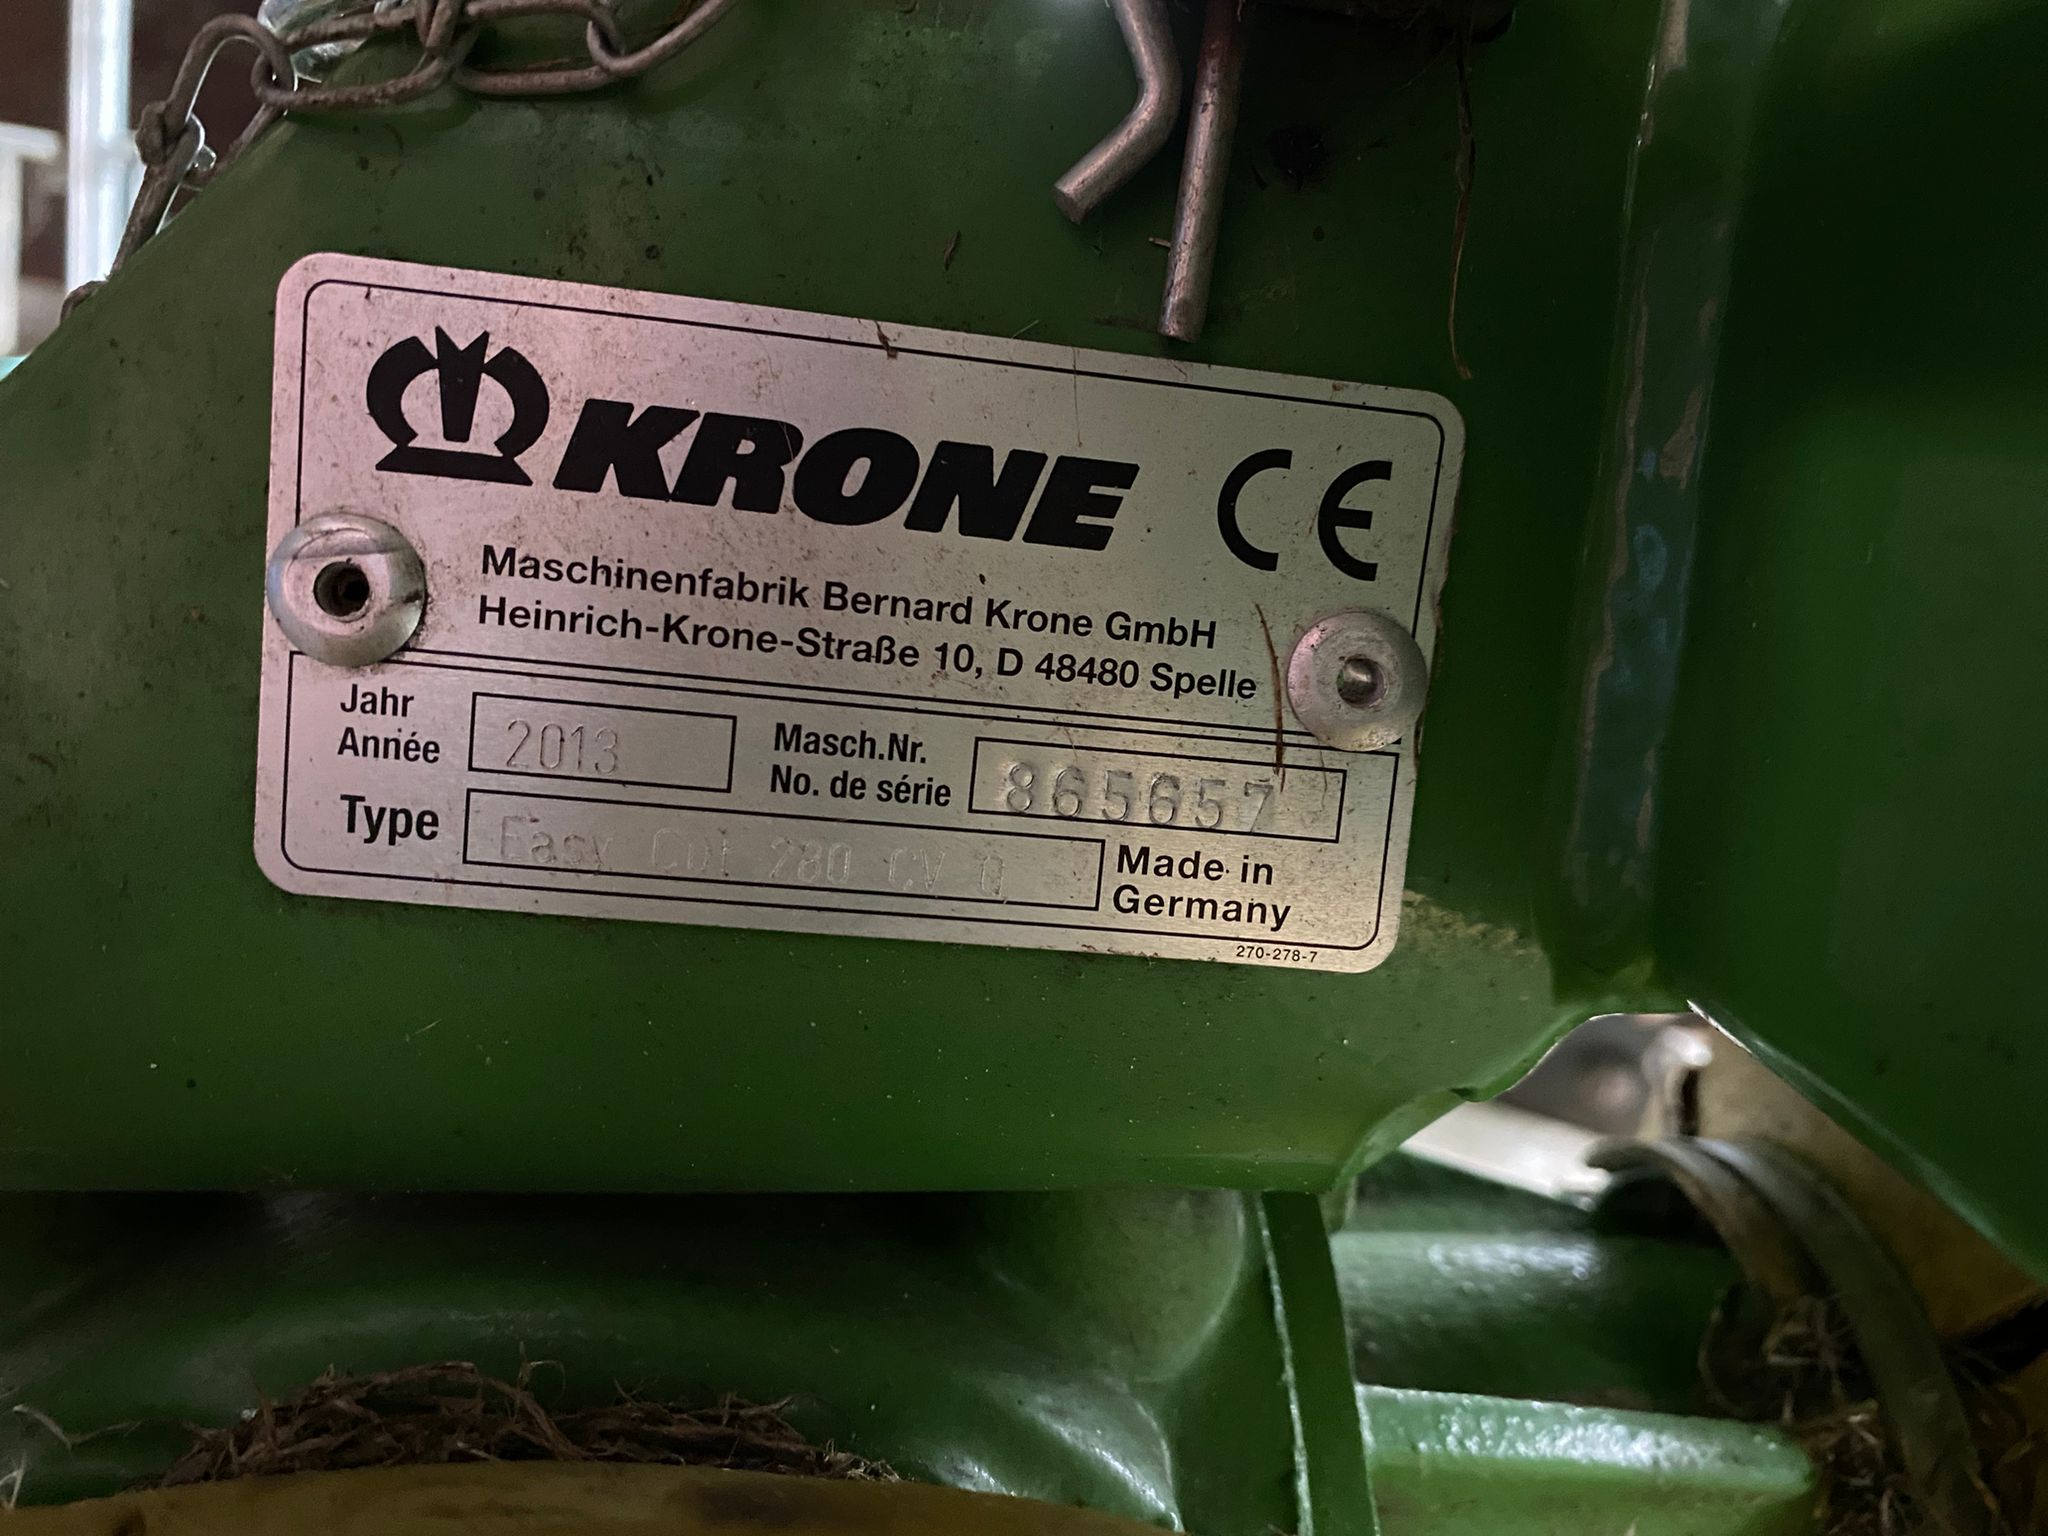 KRONE CE
Maschinenfabrik Bernard Krone GmbH
Heinrich-Krone-Straße 10, D 48480 Spelle
Jahr
Année
2013
Masch.Nr.
No. de série
865657
Type
Easy Cut 280 CV Q
Made in
Germany
270-278-7